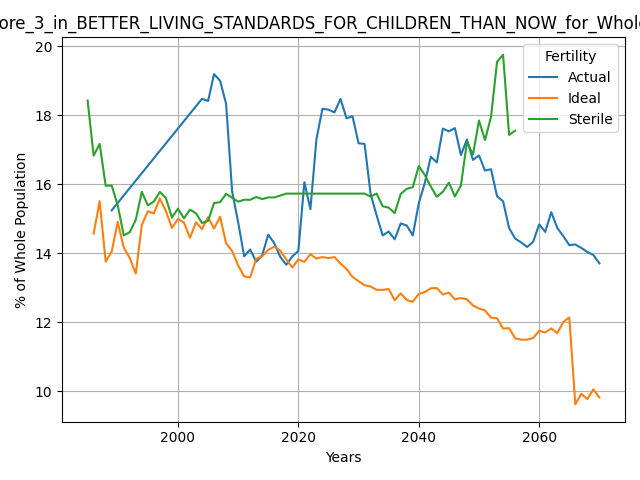 ore_3_in_BETTER_LIVING_STANDARDS_FOR_CHILDREN_THAN_NOW_for_Whole
Fertility
Actual
Ideal
Sterile
% of Whole Population
20
18
16
14
12
10
2000 2020 2040 2060
Years